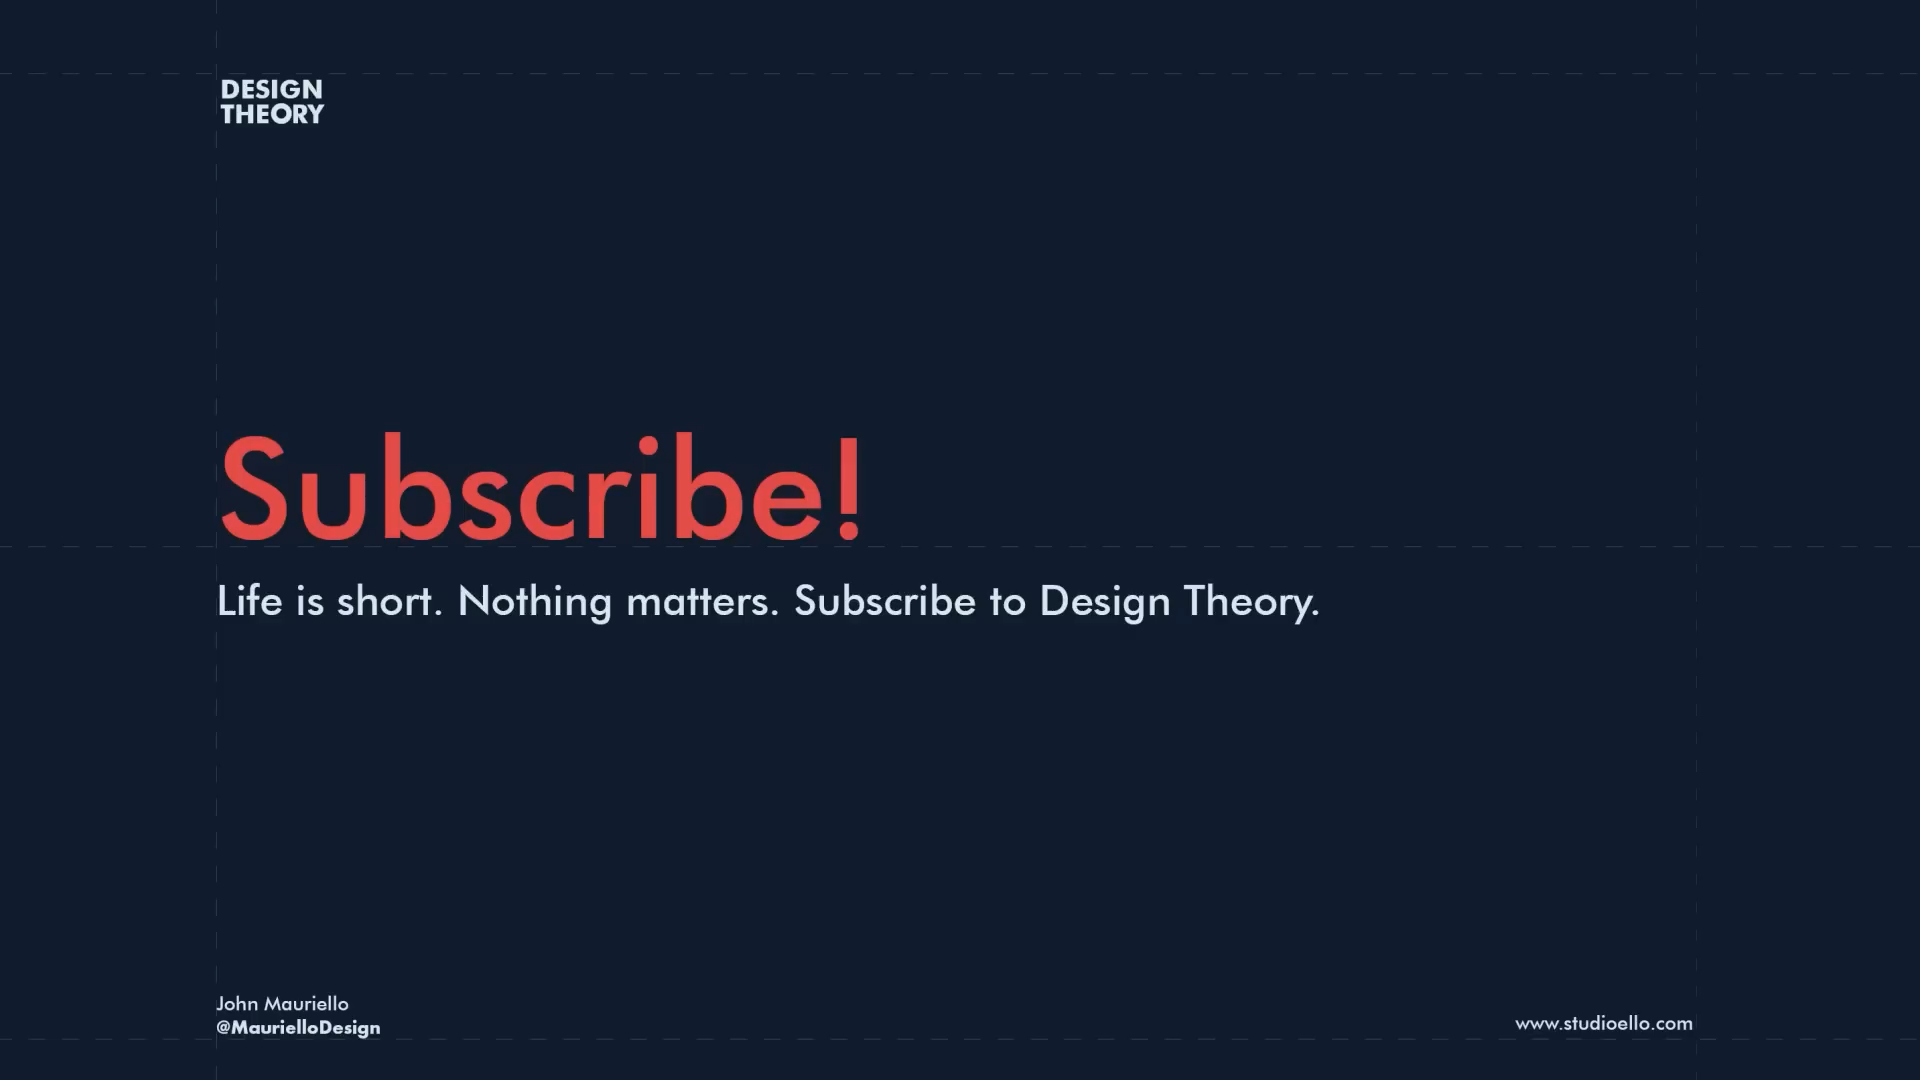 DESIGN
THEORY
Subscribe!
Life is short. Nothing matters. Subscribe to Design Theory.
John Mauriello
@MaurielloDesign
www.studioello.com